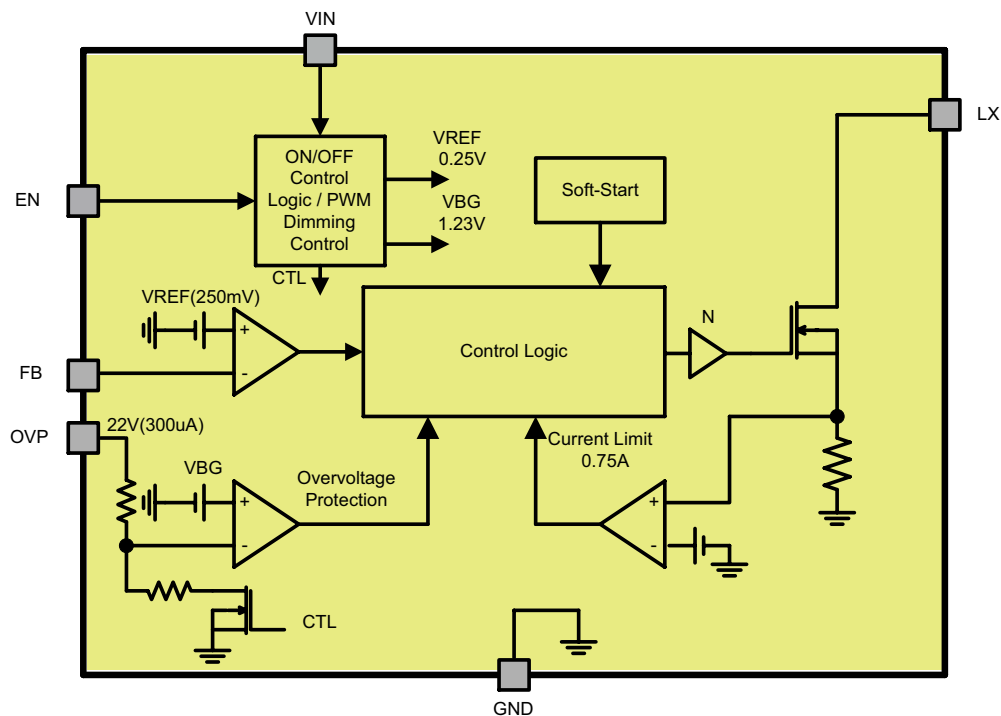 VIN
LX
EN
ON/OFF
Control
Logic / PWM
Dimming
Control
VREF
0.25V
VBG
1.23V
CTL
Soft-Start
VREF(250mV)
+
-
FB
Control Logic
N
OVP
22V(300uA)
VBG
+
-
Overvoltage
Protection
Current Limit
0.75A
+
-
CTL
GND